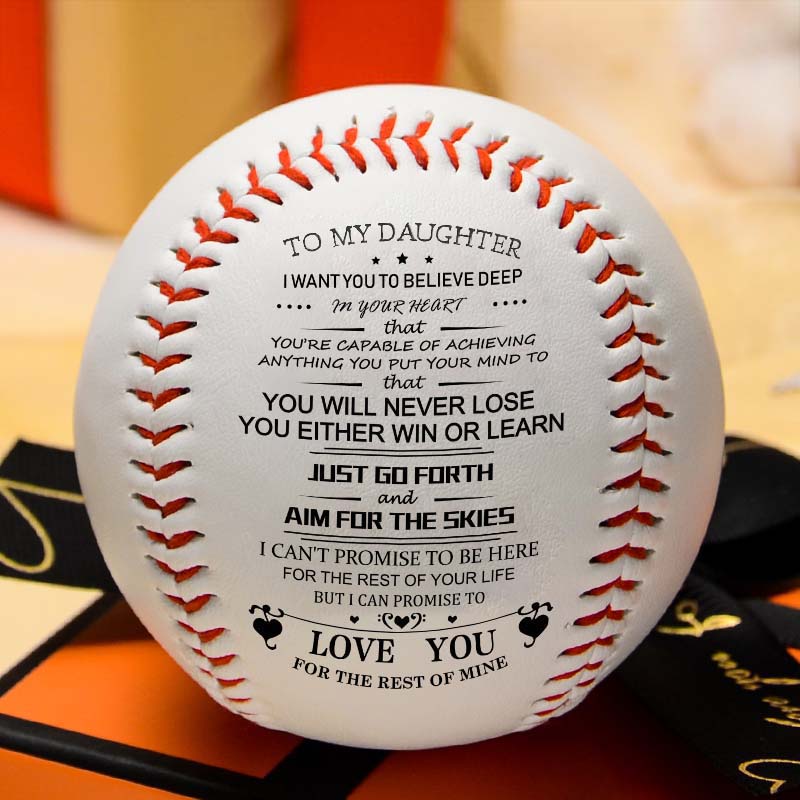 TO MY DAUGHTER
I WANT YOU TO BELIEVE DEEP
IN YOUR HEART
that
YOU'RE CAPABLE OF ACHIEVING
ANYTHING YOU PUT YOUR MIND TO
that
YOU WILL NEVER LOSE
YOU EITHER WIN OR LEARN
JUST GO FORTH
and
AIM FOR THE SKIES
I CAN'T PROMISE TO BE HERE
FOR THE REST OF YOUR LIFE
BUT I CAN PROMISE TO
LOVE YOU
FOR THE REST OF MINE